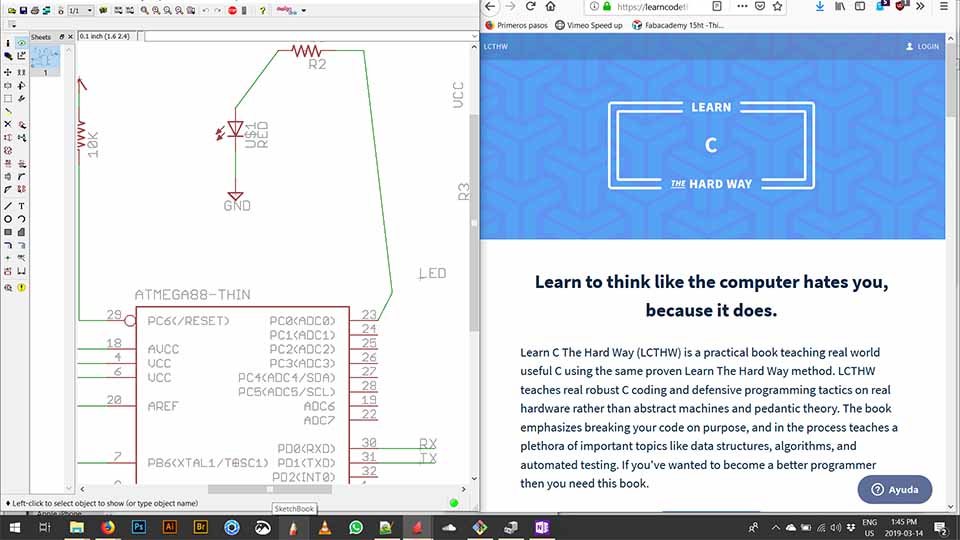 1/1
Sheets
1
0.1 inch (1.6 2.4)
R2
VCC
10K
U$1
RED
R3
GND
LED
ATMEGA88-THIN
29
PC6(/RESET)
PC0(ADC0)
23
PC1(ADC1)
24
18
AVCC
PC2(ADC2)
25
4
VCC
PC3(ADC3)
26
6
VCC
PC4(ADC4/SDA)
27
PC5(ADC5/SCL)
28
20
AREF
ADC6
19
ADC7
22
PD0(RXD)
30
RX
7
PB6(XTAL1/TOSC1)
PD1(TXD)
31
TX
PD2(INT0)
32
Left-click to select object to show (or type object name)
SketchBook
https://learncodet
Primeros pasos
Vimeo Speed up
Fabacademy 15ht -Thi...
LCTHW
LOGIN
LEARN
C
THE HARD WAY
Learn to think like the computer hates you,
because it does.
Learn C The Hard Way (LCTHW) is a practical book teaching real world
useful C using the same proven Learn The Hard Way method. LCTHW
teaches real robust C coding and defensive programming tactics on real
hardware rather than abstract machines and pedantic theory. The book
emphasizes breaking your code on purpose, and in the process teaches a
plethora of important topics like data structures, algorithms, and
automated testing. If you've wanted to become a better programmer
then you need this book.
Ayuda
Ps
Ai
Br
ENG
US
1:45 PM
2019-03-14
2